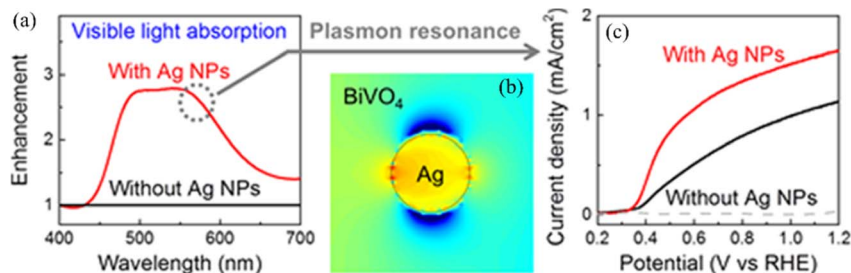 (a)
Visible light absorption
Plasmon resonance
(c)
With Ag NPs
Without Ag NPs
Enhancement
3
2
1
400
500
600
700
Wavelength (nm)
(b)
BiVO₄
Ag
With Ag NPs
Without Ag NPs
Current density (mA/cm²)
2
1
0
0.2
0.4
0.6
0.8
1.0
1.2
Potential (V vs RHE)